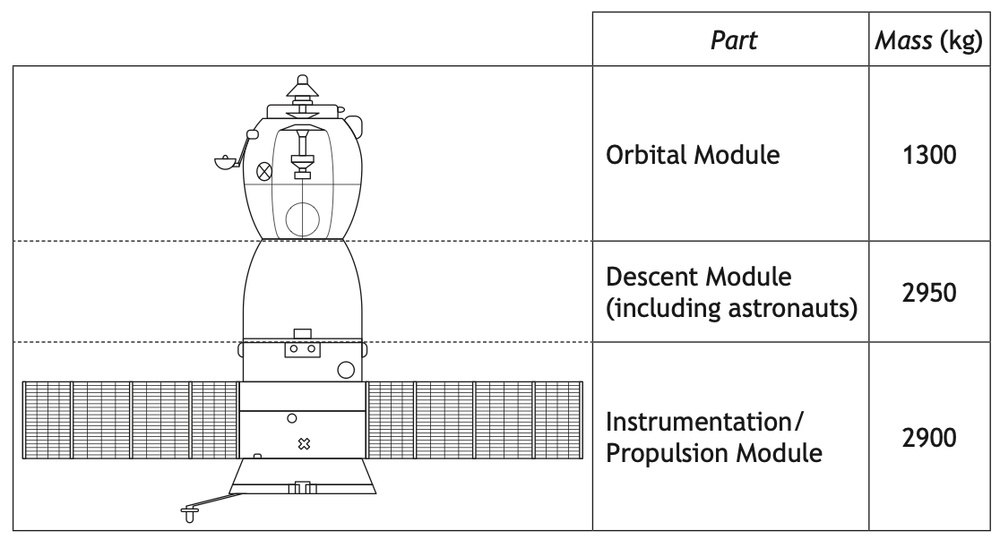 Part Mass (kg)
Orbital Module 1300
Descent Module
(including astronauts) 2950
Instrumentation/
Propulsion Module 2900